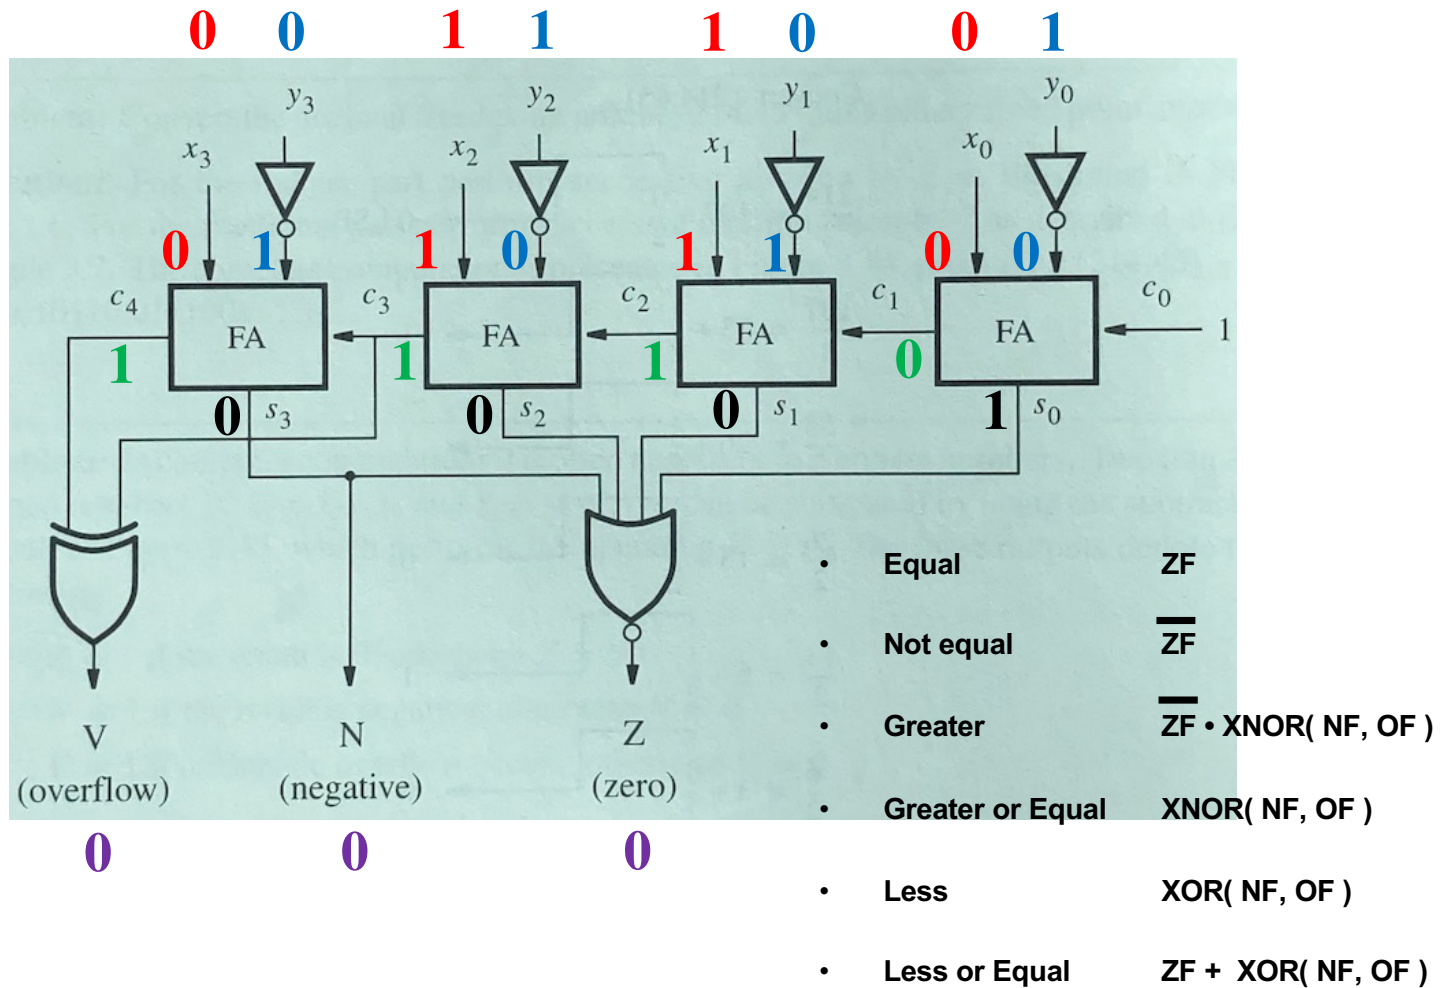 0 0 1 1 1 0 0 1
y3 y2 y1 y0
x3 x2 x1 x0
0 1 1 0 1 1 0 0
c4 c3 c2 c1 c0
FA FA FA FA 1
1 1 1 0
0 s3 0 s2 0 s1 1 s0
• Equal ZF
• Not equal Z̅F̅
V N Z
• Greater Z̅F̅ • XNOR( NF, OF )
(overflow) (negative) (zero)
• Greater or Equal XNOR( NF, OF )
0 0 0
• Less XOR( NF, OF )
• Less or Equal ZF + XOR( NF, OF )